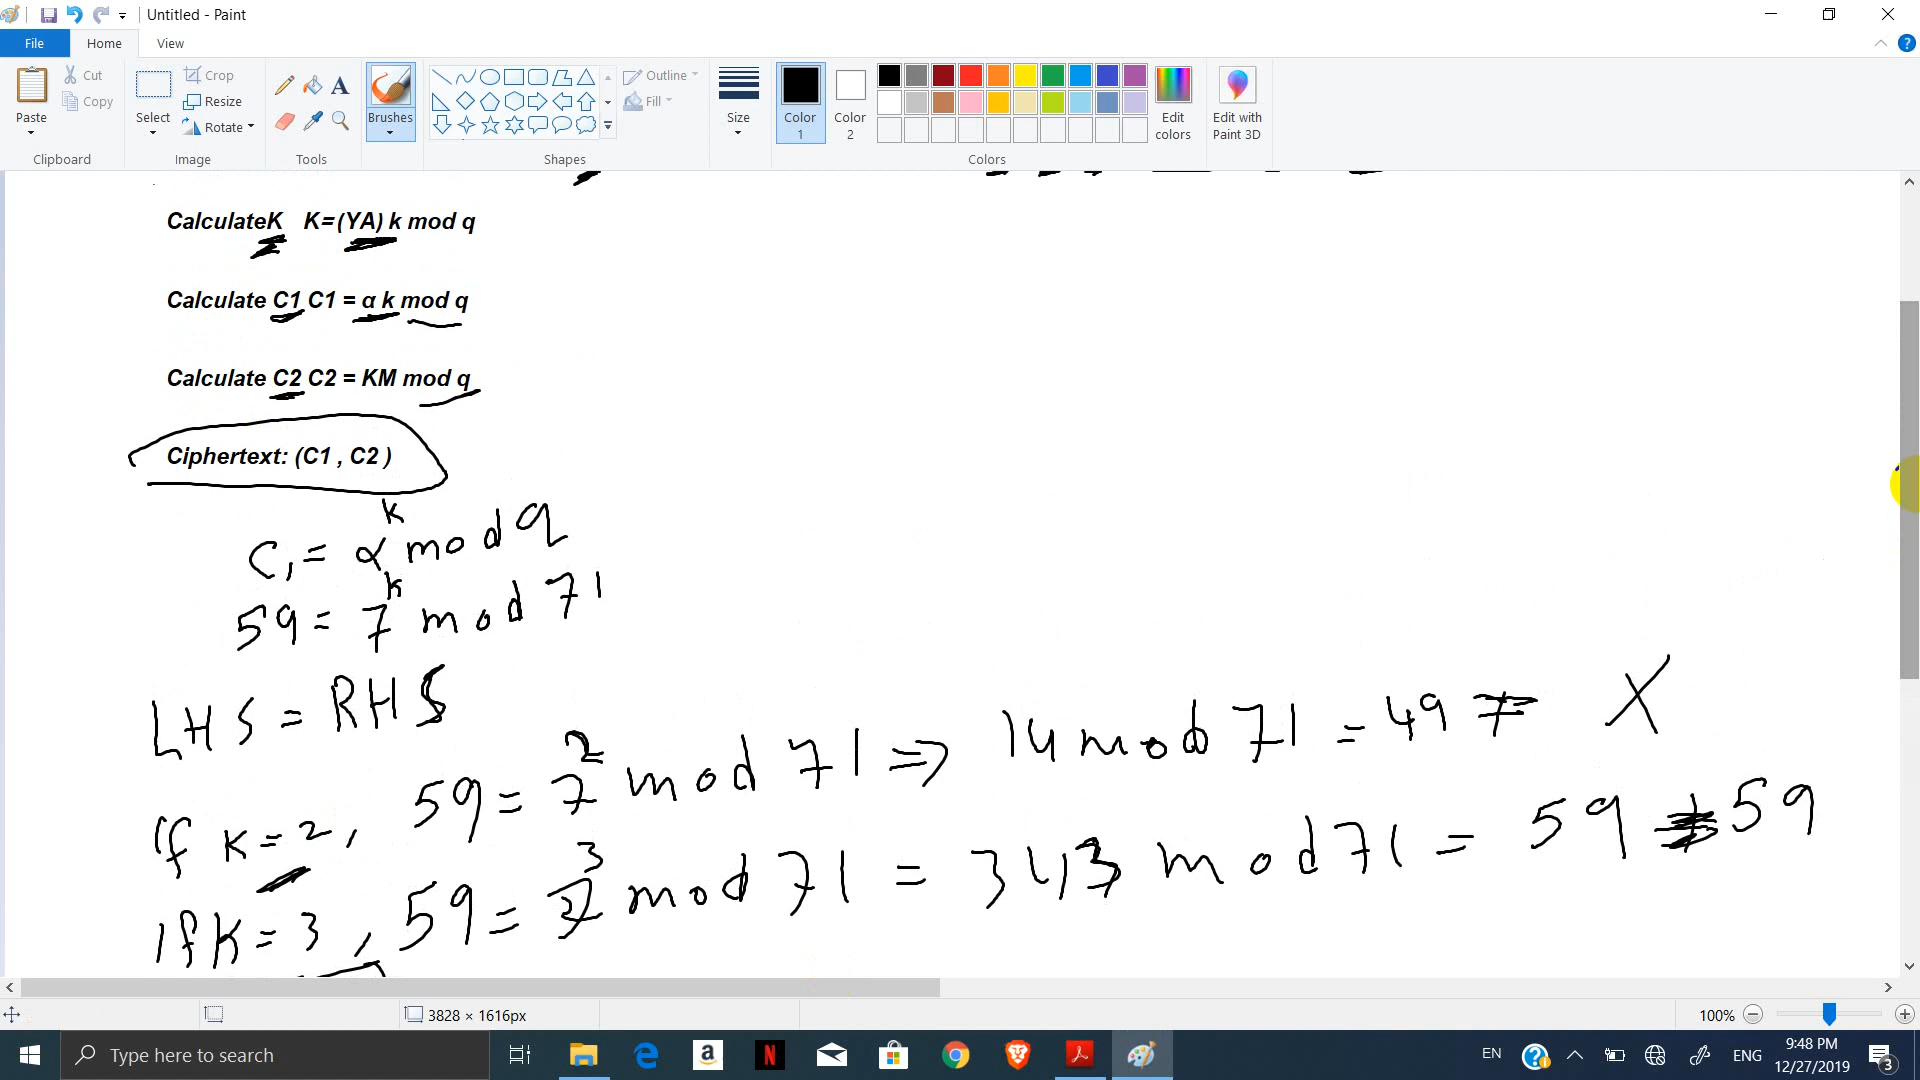 Untitled - Paint
File Home View
Paste
Cut
Copy
Clipboard
Select
Crop
Resize
Rotate
Image
Tools
Brushes
Shapes
Outline
Fill
Size
Color 1
Color 2
Colors
Edit colors
Edit with Paint 3D
CalculateK K=(YA) k mod q
Calculate C1 C1 = α k mod q
Calculate C2 C2 = KM mod q
Ciphertext: (C1 , C2 )
C1 = α^k mod q
59 = 7^k mod 71
LHS = RHS
If K=2, 59 = 7^2 mod 71 => 14 mod 71 = 49 ≠ X
If K=3, 59 = 7^3 mod 71 = 343 mod 71 = 59 = 59
3828 × 1616px
100%
Type here to search
EN
ENG
9:48 PM
12/27/2019
3